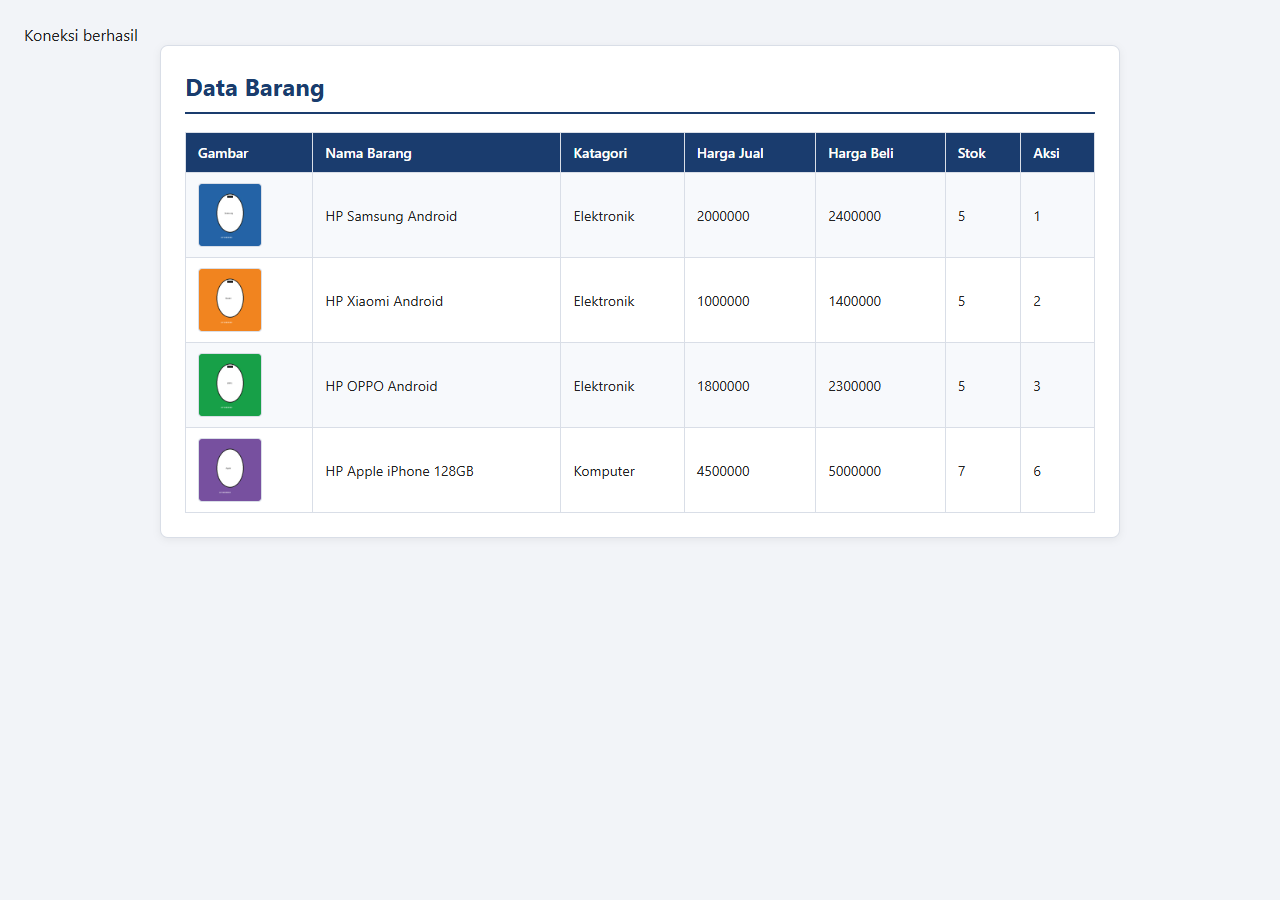 Koneksi berhasil
Data Barang
Gambar Nama Barang Katagori Harga Jual Harga Beli Stok Aksi
HP Samsung Android Elektronik 2000000 2400000 5 1
HP Xiaomi Android Elektronik 1000000 1400000 5 2
HP OPPO Android Elektronik 1800000 2300000 5 3
HP Apple iPhone 128GB Komputer 4500000 5000000 7 6